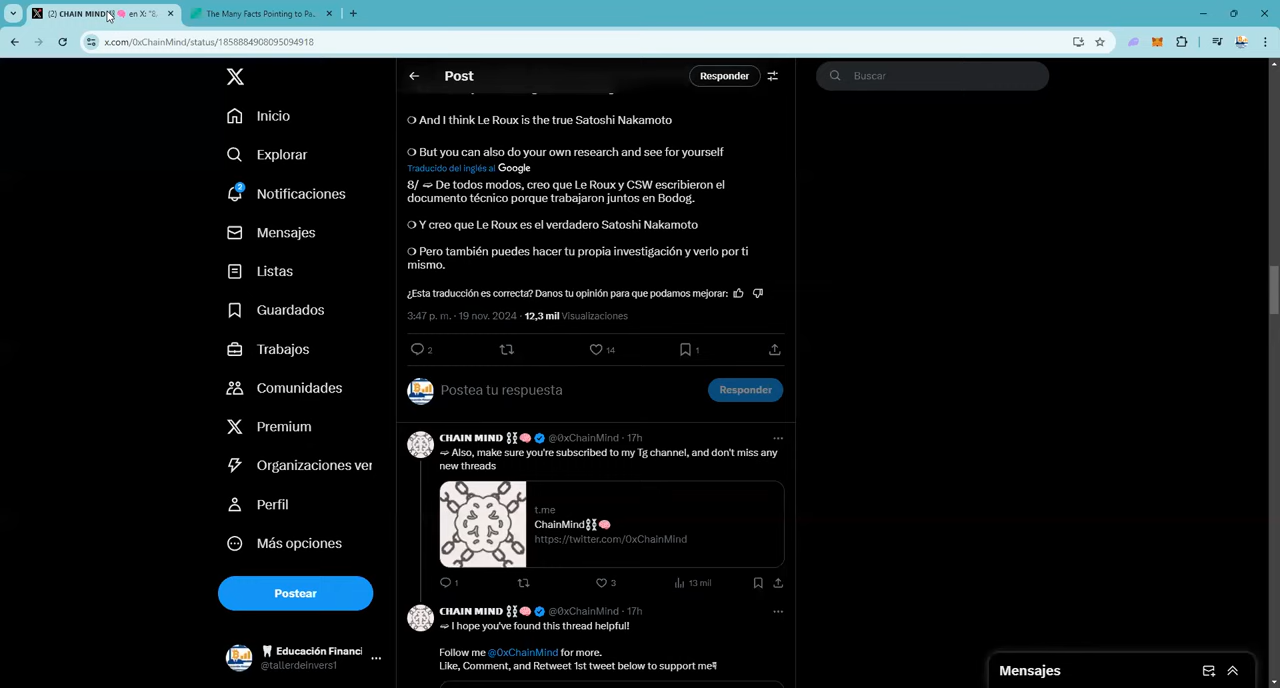 (2) CHAIN MIND⛓🧠 en X: "8.
The Many Facts Pointing to Pa
x.com/0xChainMind/status/1858884908095094918
Post
Responder
Buscar
Inicio
Explorar
2
Notificaciones
Mensajes
Listas
Guardados
Trabajos
Comunidades
Premium
Organizaciones ver
Perfil
Más opciones
Postear
🦷 Educación Financi
@tallerdeinvers1
❍ And I think Le Roux is the true Satoshi Nakamoto
❍ But you can also do your own research and see for yourself
Traducido del inglés al Google
8/ ➫ De todos modos, creo que Le Roux y CSW escribieron el
documento técnico porque trabajaron juntos en Bodog.
❍ Y creo que Le Roux es el verdadero Satoshi Nakamoto
❍ Pero también puedes hacer tu propia investigación y verlo por ti
mismo.
¿Esta traducción es correcta? Danos tu opinión para que podamos mejorar:
3:47 p. m. · 19 nov. 2024 · 12,3 mil Visualizaciones
2 14 1
Postea tu respuesta
Responder
CHAIN MIND ⛓🧠 @0xChainMind · 17h
➫ Also, make sure you're subscribed to my Tg channel, and don't miss any
new threads
t.me
ChainMind⛓🧠
https://twitter.com/0xChainMind
1 3 13 mil
CHAIN MIND ⛓🧠 @0xChainMind · 17h
➫ I hope you've found this thread helpful!
Follow me @0xChainMind for more.
Like, Comment, and Retweet 1st tweet below to support me
Mensajes